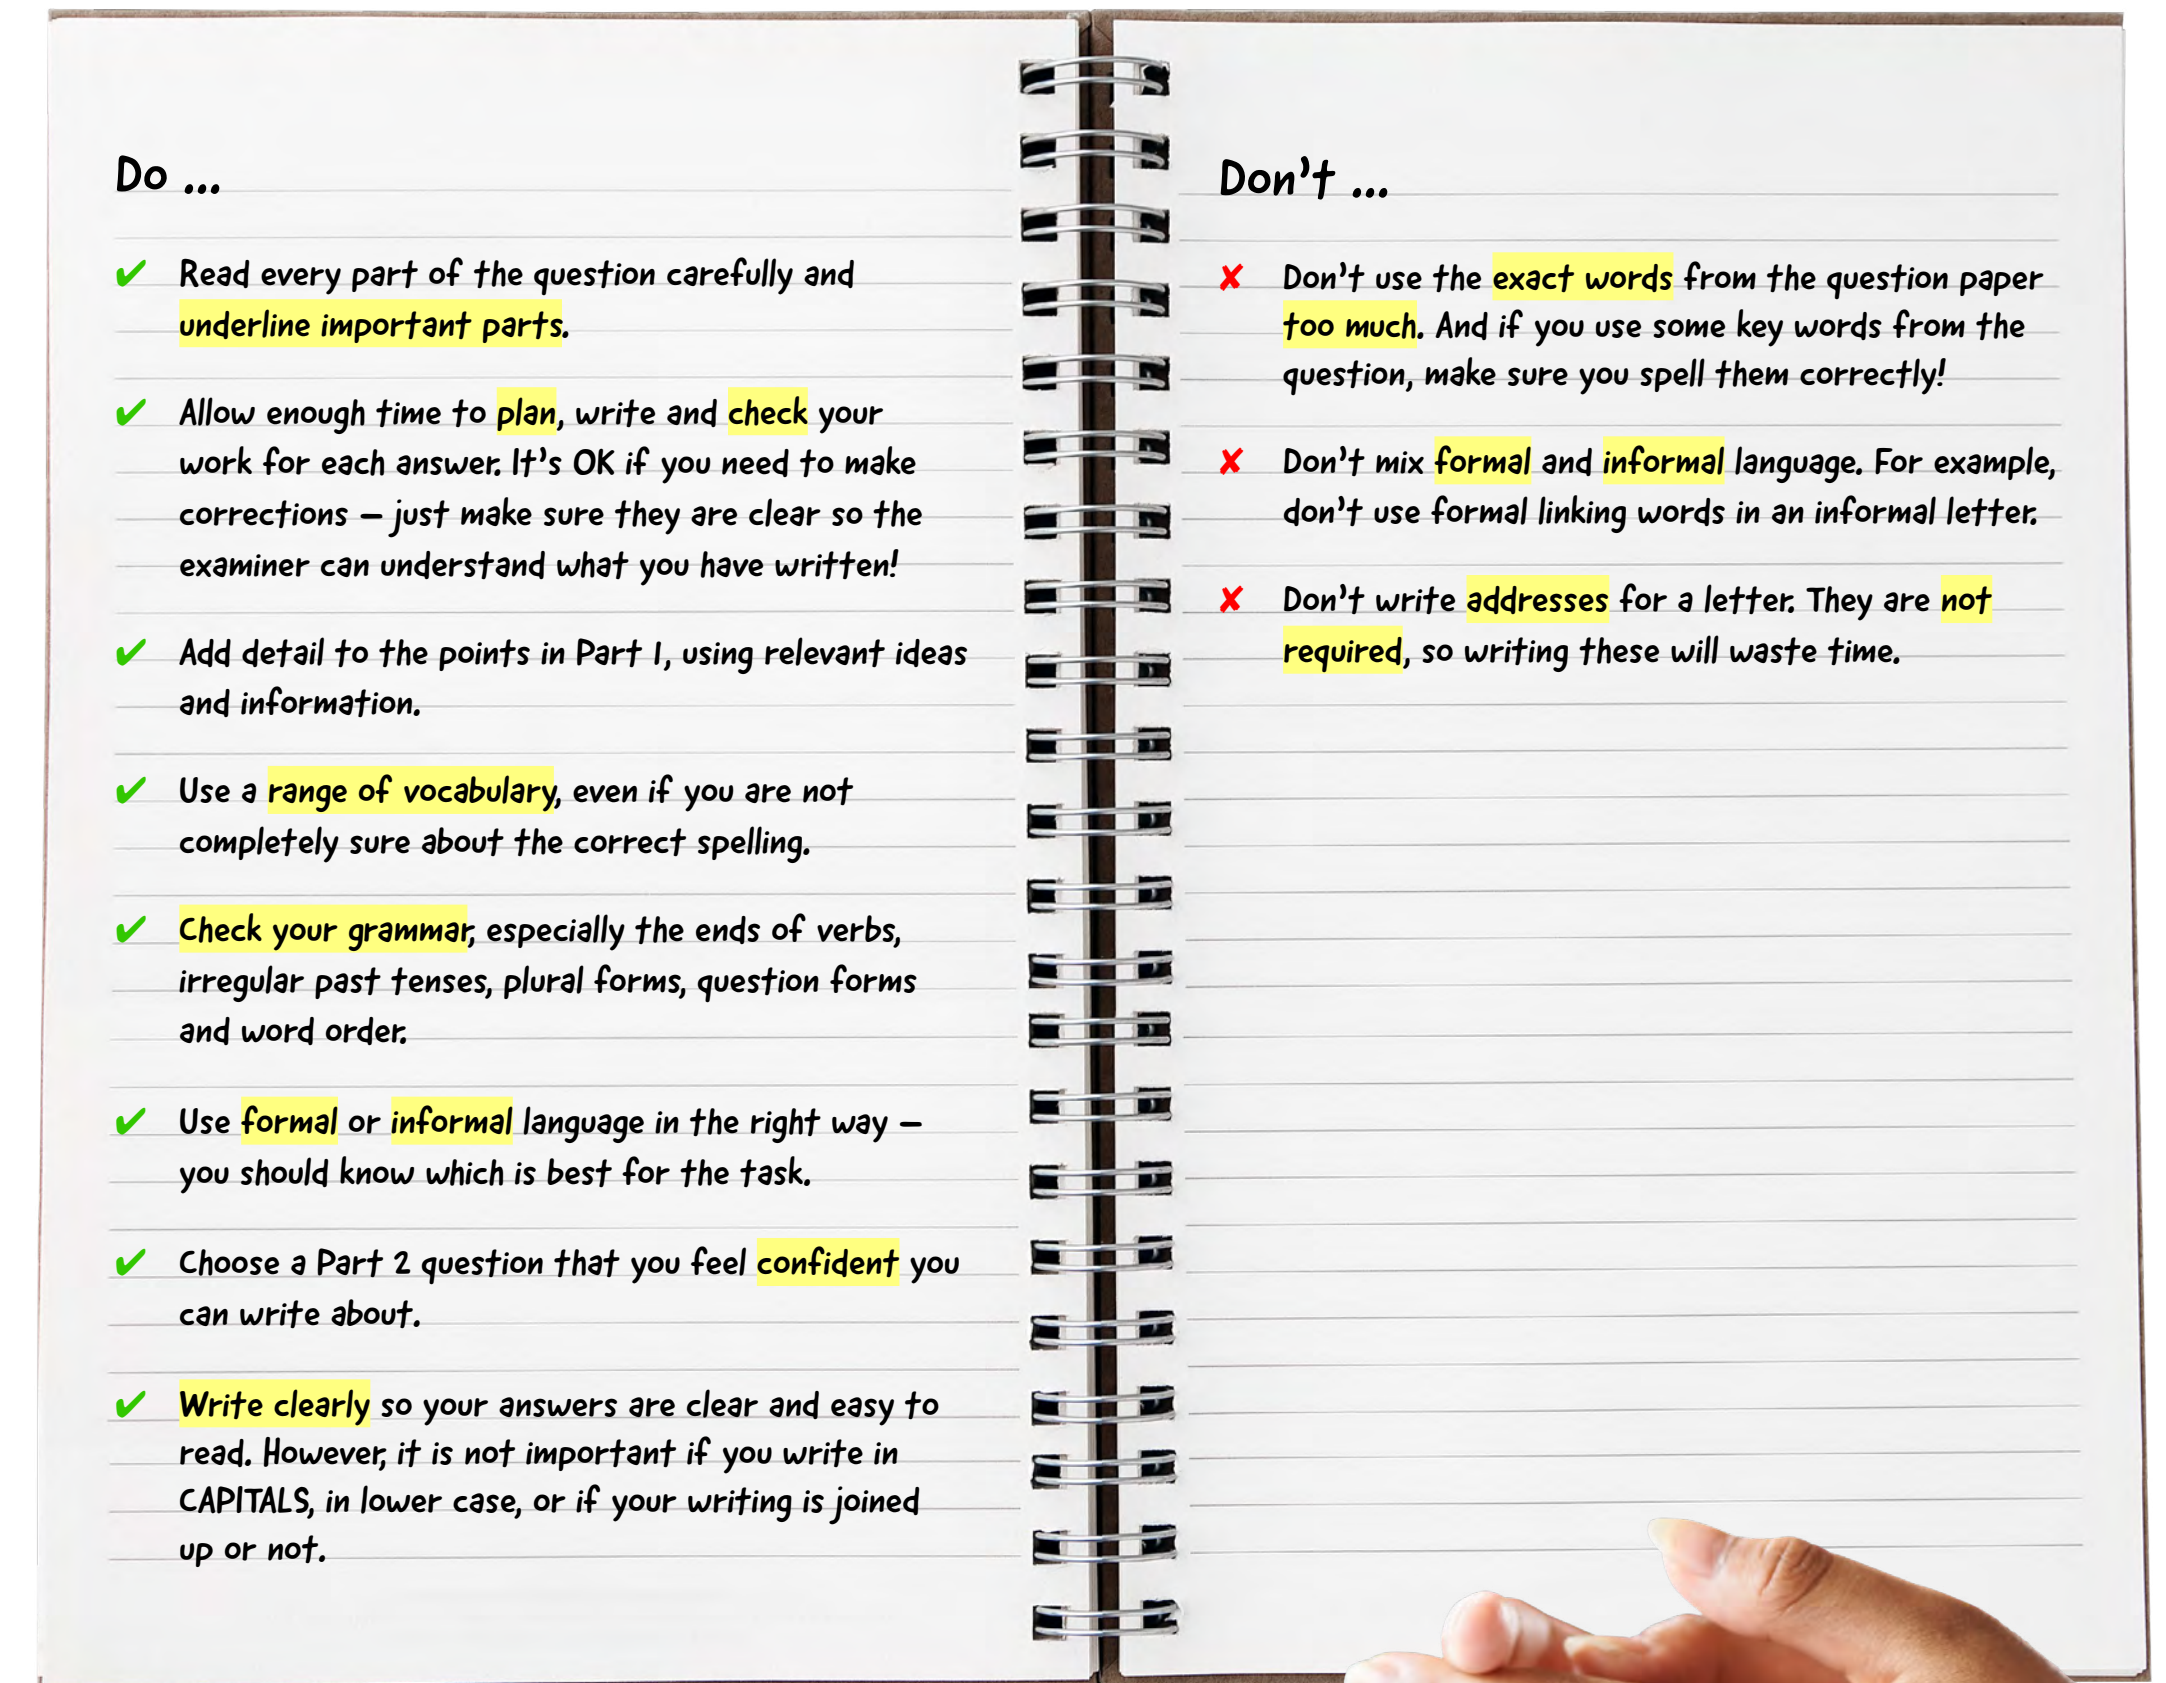 Do ...
✔ Read every part of the question carefully and
underline important parts.
✔ Allow enough time to plan, write and check your
work for each answer. It's OK if you need to make
corrections – just make sure they are clear so the
examiner can understand what you have written!
✔ Add detail to the points in Part 1, using relevant ideas
and information.
✔ Use a range of vocabulary, even if you are not
completely sure about the correct spelling.
✔ Check your grammar, especially the ends of verbs,
irregular past tenses, plural forms, question forms
and word order.
✔ Use formal or informal language in the right way –
you should know which is best for the task.
✔ Choose a Part 2 question that you feel confident you
can write about.
✔ Write clearly so your answers are clear and easy to
read. However, it is not important if you write in
CAPITALS, in lower case, or if your writing is joined
up or not.
Don't ...
✘ Don't use the exact words from the question paper
too much. And if you use some key words from the
question, make sure you spell them correctly!
✘ Don't mix formal and informal language. For example,
don't use formal linking words in an informal letter.
✘ Don't write addresses for a letter. They are not
required, so writing these will waste time.